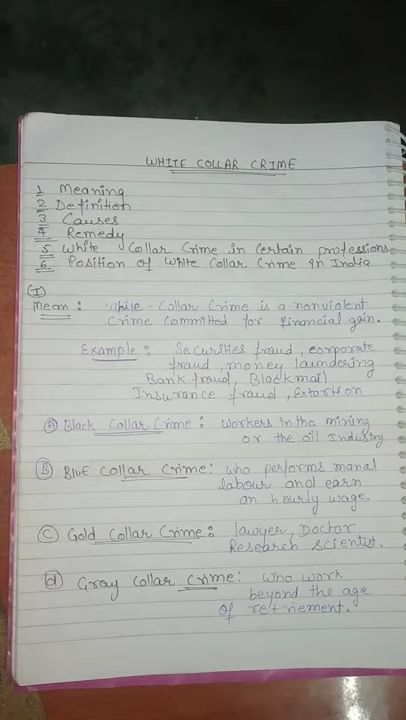 WHITE COLLAR CRIME
1 Meaning
2 Definition
3 Causes
4 Remedy
5 White Collar Crime in Certain professions
6. Position of White Collar Crime In India
(I)
Mean : White-Collar Crime is a nonviolent
Crime Committed for financial gain.
Example : Securities fraud, corporate
fraud, money laundering
Bank fraud, Blackmail
Insurance fraud, Extortion
(A) Black Collar Crime : workers in the mining
or the oil Industry
(B) Blue Collar Crime : who performs manal
labour and earn
an hourly wage.
(C) Gold Collar Crime : lawyer, Doctor
Research Scientist.
(d) Gray Collar Crime : who work
beyond the age
of retriement.